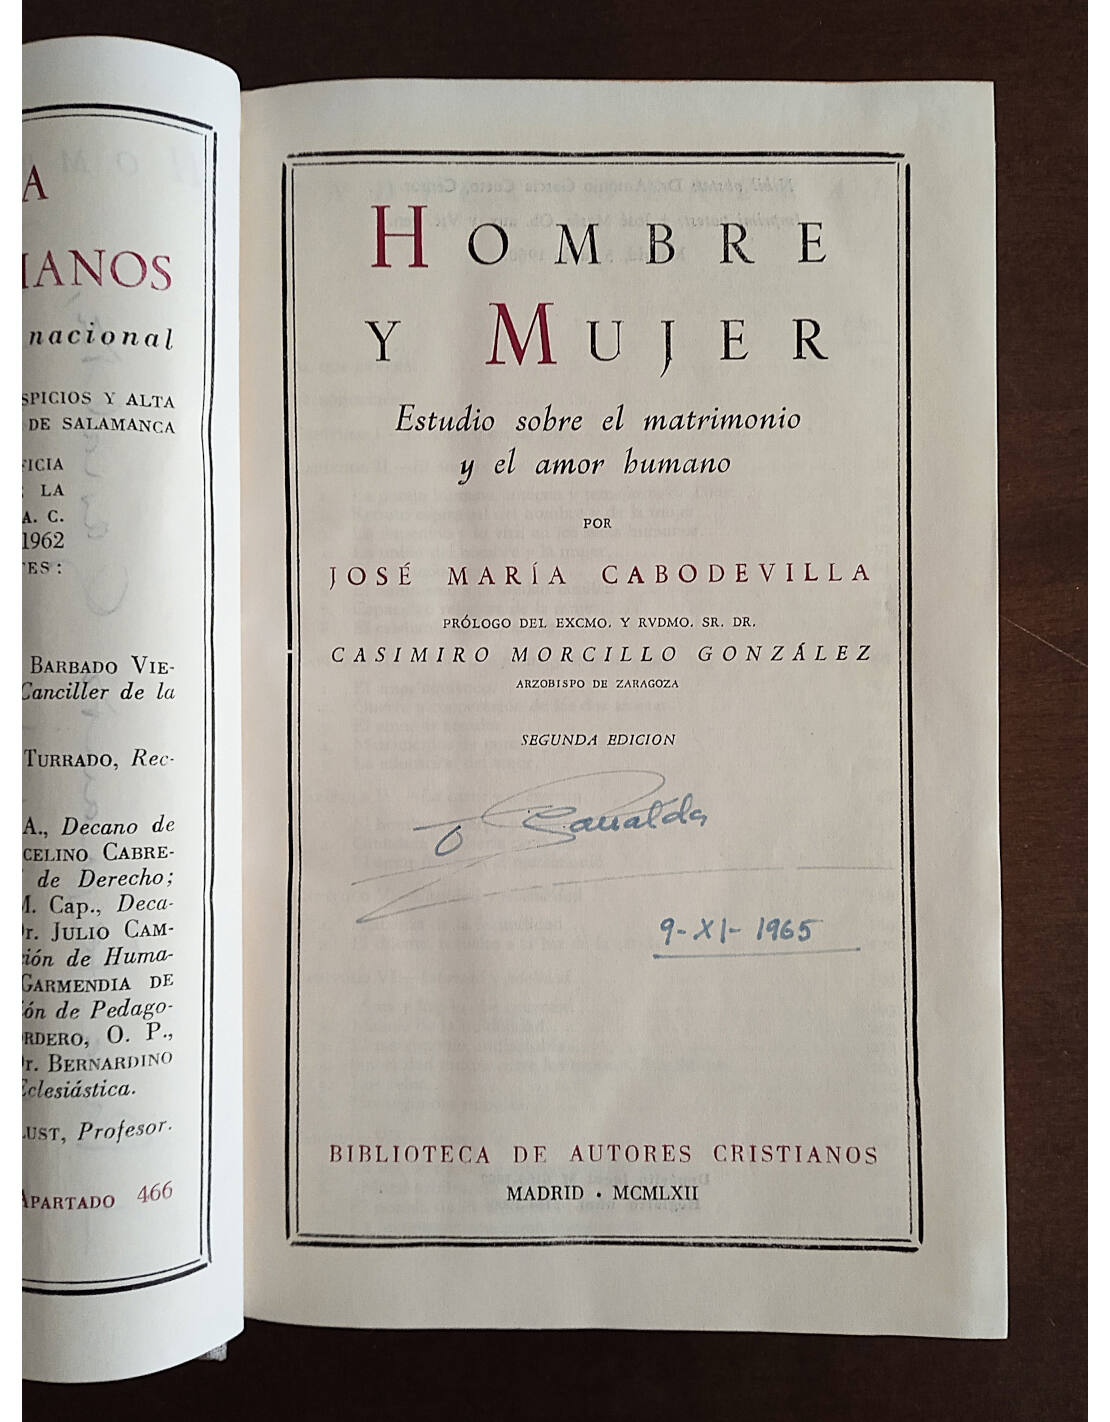 A
IANOS
nacional
SPICIOS Y ALTA
DE SALAMANCA
FICIA
LA
A. C.
1962
ES :
BARBADO VIE-
Canciller de la
TURRADO, Rec-
A., Decano de
CELINO CABRE-
de Derecho;
M. Cap., Deca-
Dr. JULIO CAM-
ión de Huma-
GARMENDIA DE
ón de Pedago-
RDERO, O. P.,
Dr. BERNARDINO
Eclesiástica.
LUST, Profesor.
APARTADO 466
HOMBRE
Y MUJER
Estudio sobre el matrimonio
y el amor humano
POR
JOSÉ MARÍA CABODEVILLA
PRÓLOGO DEL EXCMO. Y RVDMO. SR. DR.
CASIMIRO MORCILLO GONZÁLEZ
ARZOBISPO DE ZARAGOZA
SEGUNDA EDICION
9-XI-1965
BIBLIOTECA DE AUTORES CRISTIANOS
MADRID · MCMLXII